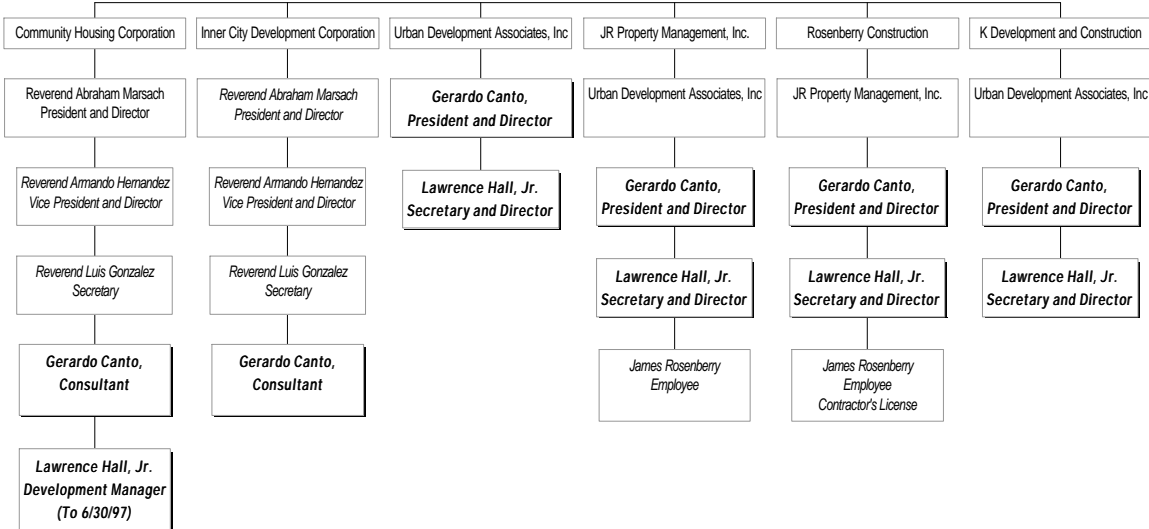 Community Housing Corporation
Inner City Development Corporation
Urban Development Associates, Inc
JR Property Management, Inc.
Rosenberry Construction
K Development and Construction
Reverend Abraham Marsach
President and Director
Reverend Abraham Marsach
President and Director
Gerardo Canto,
President and Director
Urban Development Associates, Inc
JR Property Management, Inc.
Urban Development Associates, Inc
Reverend Armando Hernandez
Vice President and Director
Reverend Armando Hernandez
Vice President and Director
Lawrence Hall, Jr.
Secretary and Director
Gerardo Canto,
President and Director
Gerardo Canto,
President and Director
Gerardo Canto,
President and Director
Reverend Luis Gonzalez
Secretary
Reverend Luis Gonzalez
Secretary
Lawrence Hall, Jr.
Secretary and Director
Lawrence Hall, Jr.
Secretary and Director
Lawrence Hall, Jr.
Secretary and Director
Gerardo Canto,
Consultant
Gerardo Canto,
Consultant
James Rosenberry
Employee
James Rosenberry
Employee
Contractor's License
Lawrence Hall, Jr.
Development Manager
(To 6/30/97)